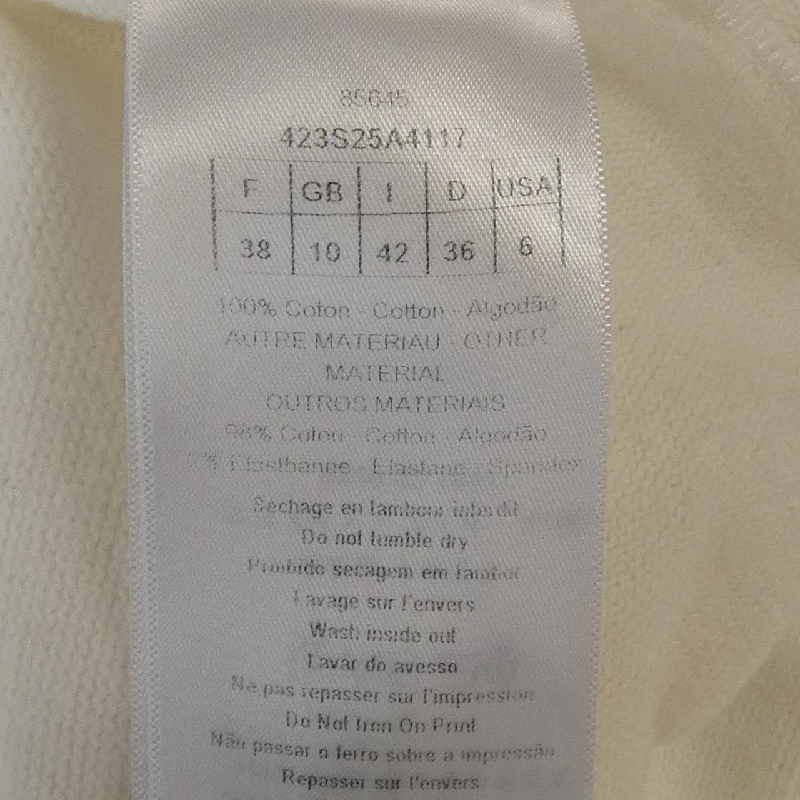 85645
423S25A4117
F GB I D USA
38 10 42 36 6
100% Coton - Cotton - Algodão
AUTRE MATERIAU - OTHER
MATERIAL
OUTROS MATERIAIS
98% Coton - Cotton - Algodão
2% Elasthanne - Elastane - Spandex
Sechage en tambour interdit
Do not tumble dry
Proibido secagem em tambor
Lavage sur l'envers
Wash inside out
Lavar do avesso
Ne pas repasser sur l'impression
Do Not Iron On Print
Não passar o ferro sobre a impressão
Repasser sur l'envers